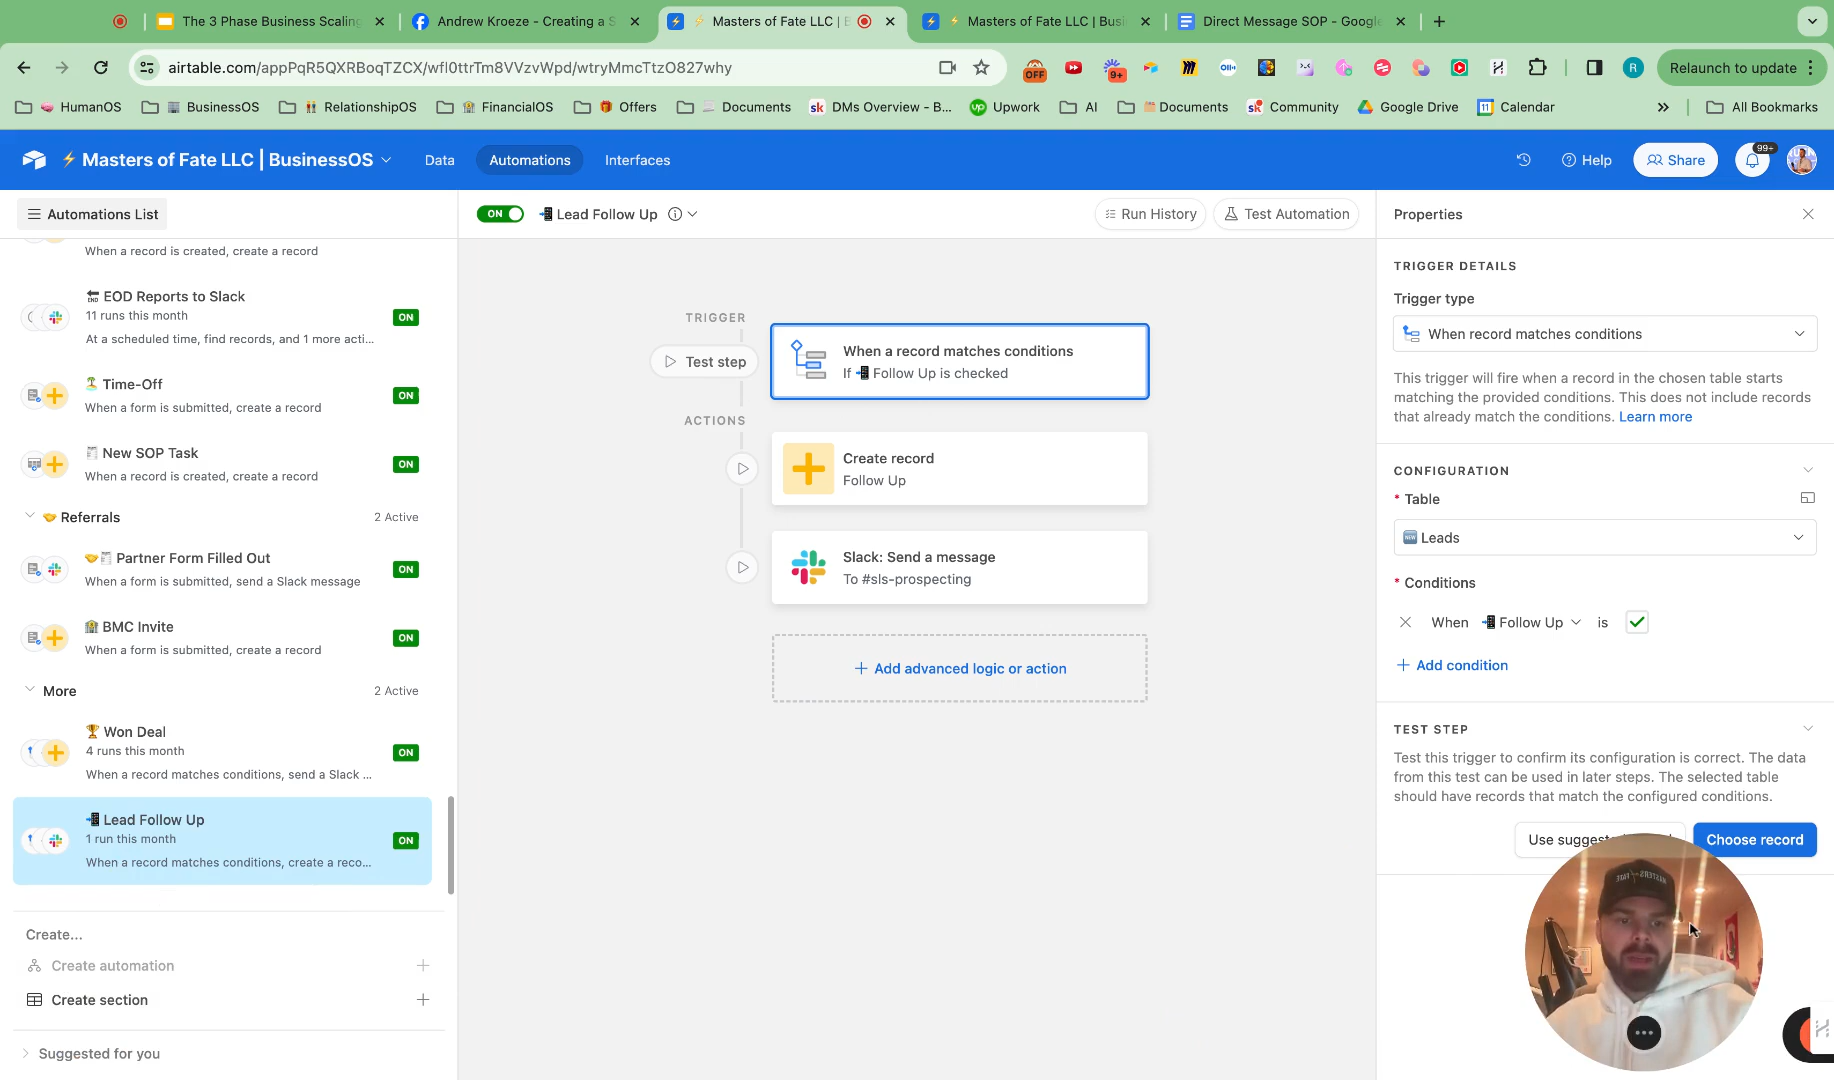 The 3 Phase Business Scaling
Andrew Kroeze - Creating a S
Masters of Fate LLC | B
Masters of Fate LLC | Busi
Direct Message SOP - Google
airtable.com/appPqR5QXRBoqTZCX/wfl0ttrTm8VVzvWpd/wtryMmcTtzO827why
OFF
9+
R
Relaunch to update
HumanOS
BusinessOS
RelationshipOS
FinancialOS
Offers
Documents
DMs Overview - B...
Upwork
AI
Documents
Community
Google Drive
Calendar
All Bookmarks
Masters of Fate LLC | BusinessOS
Data
Automations
Interfaces
Help
Share
99+
Automations List
ON
Lead Follow Up
Run History
Test Automation
Properties
When a record is created, create a record
EOD Reports to Slack
11 runs this month
At a scheduled time, find records, and 1 more acti...
ON
Time-Off
When a form is submitted, create a record
ON
New SOP Task
When a record is created, create a record
ON
Referrals
2 Active
Partner Form Filled Out
When a form is submitted, send a Slack message
ON
BMC Invite
When a form is submitted, create a record
ON
More
2 Active
Won Deal
4 runs this month
When a record matches conditions, send a Slack ...
ON
Lead Follow Up
1 run this month
When a record matches conditions, create a reco...
ON
Create...
Create automation
Create section
Suggested for you
TRIGGER
Test step
When a record matches conditions
If Follow Up is checked
ACTIONS
Create record
Follow Up
Slack: Send a message
To #sls-prospecting
+ Add advanced logic or action
TRIGGER DETAILS
Trigger type
When record matches conditions
This trigger will fire when a record in the chosen table starts
matching the provided conditions. This does not include records
that already match the conditions. Learn more
CONFIGURATION
* Table
Leads
* Conditions
When Follow Up is
+ Add condition
TEST STEP
Test this trigger to confirm its configuration is correct. The data
from this test can be used in later steps. The selected table
should have records that match the configured conditions.
Use suggeste
Choose record